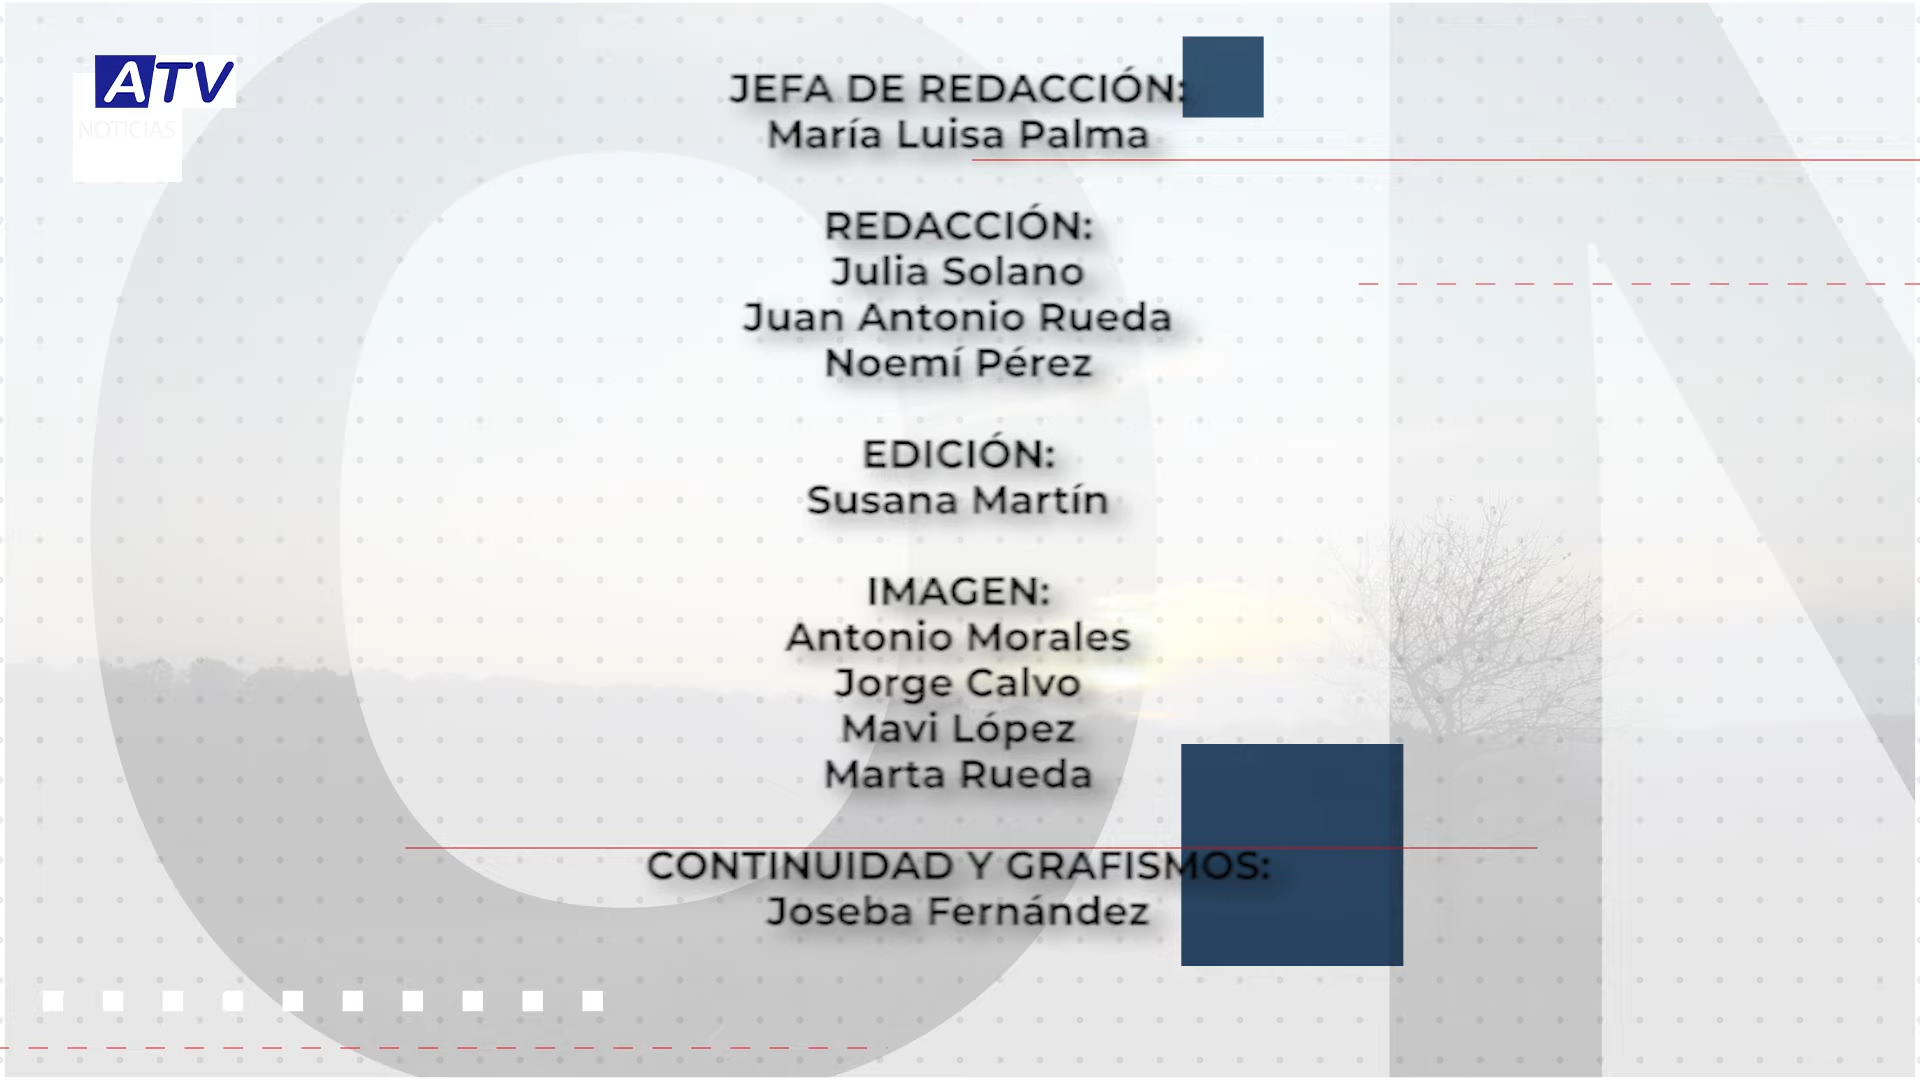 ATV
NOTICIAS
JEFA DE REDACCIÓN:
María Luisa Palma
REDACCIÓN:
Julia Solano
Juan Antonio Rueda
Noemí Pérez
EDICIÓN:
Susana Martín
IMAGEN:
Antonio Morales
Jorge Calvo
Mavi López
Marta Rueda
CONTINUIDAD Y GRAFISMOS:
Joseba Fernández